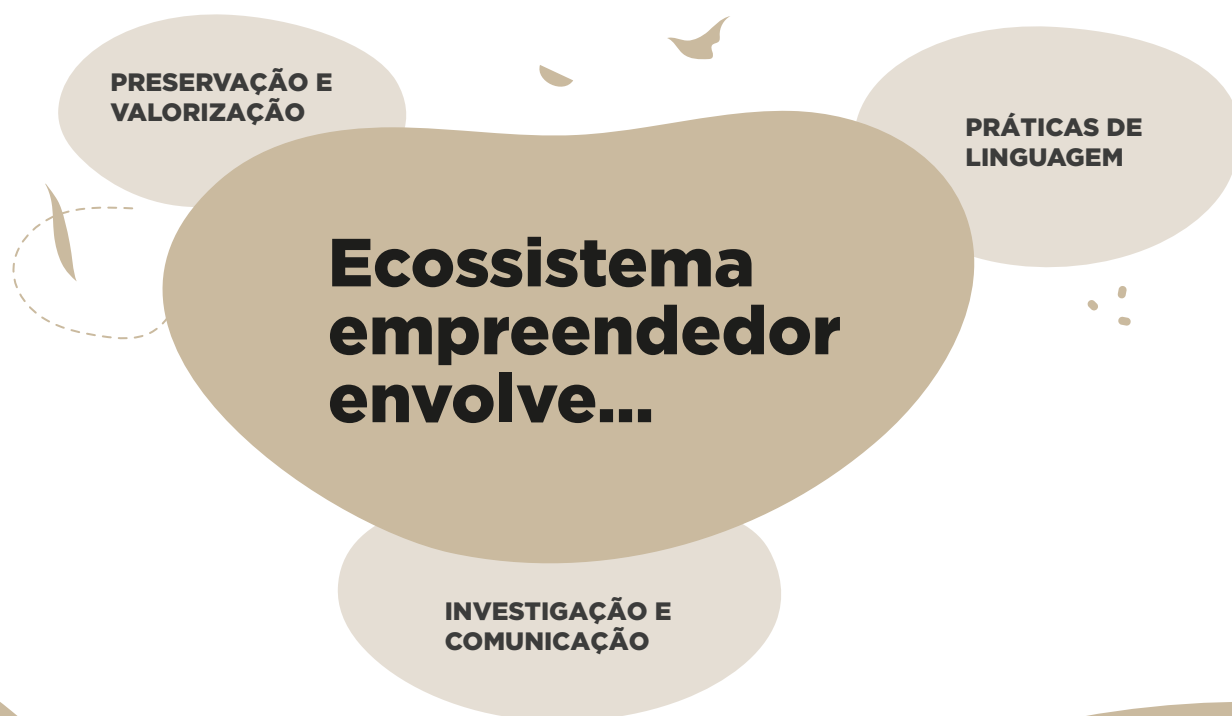 PRESERVAÇÃO E
VALORIZAÇÃO
PRÁTICAS DE
LINGUAGEM
Ecossistema
empreendedor
envolve...
INVESTIGAÇÃO E
COMUNICAÇÃO